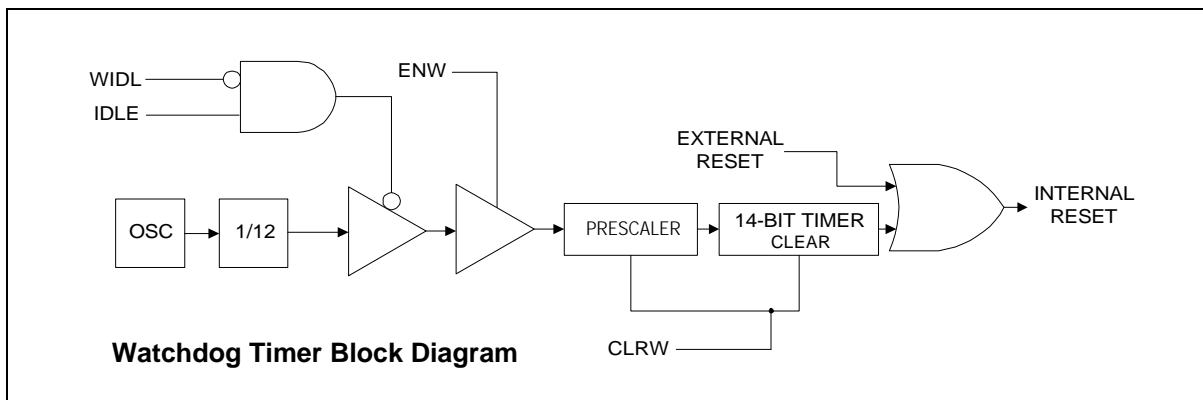 WIDL
IDLE
ENW
EXTERNAL
RESET
INTERNAL
RESET
OSC
1/12
PRESCALER
14-BIT TIMER
CLEAR
CLRW
Watchdog Timer Block Diagram